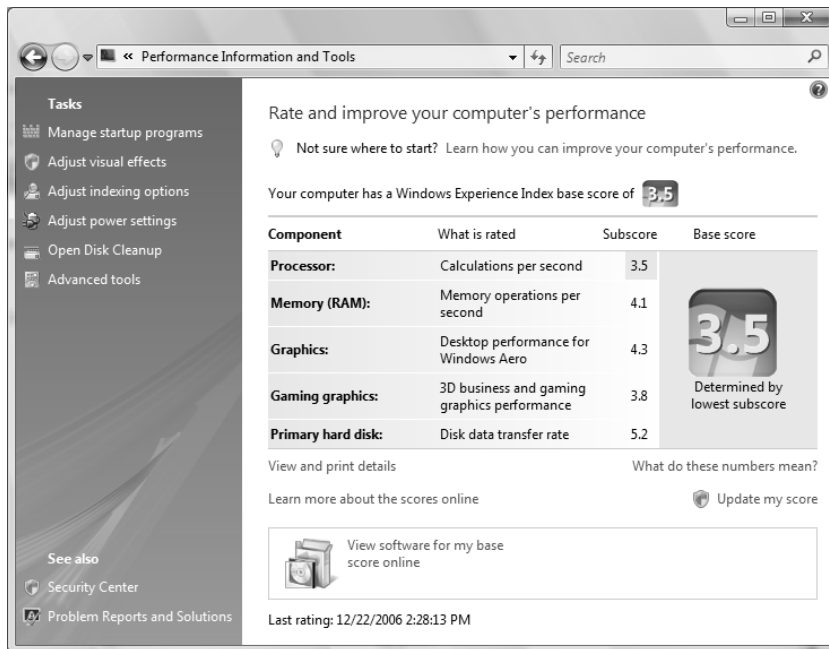 « Performance Information and Tools
Search
Tasks
Manage startup programs
Adjust visual effects
Adjust indexing options
Adjust power settings
Open Disk Cleanup
Advanced tools
See also
Security Center
Problem Reports and Solutions
Rate and improve your computer's performance
Not sure where to start? Learn how you can improve your computer's performance.
Your computer has a Windows Experience Index base score of 3.5
Component What is rated Subscore Base score
Processor: Calculations per second 3.5
Memory (RAM): Memory operations per
second 4.1
Graphics: Desktop performance for
Windows Aero 4.3
Gaming graphics: 3D business and gaming
graphics performance 3.8
Primary hard disk: Disk data transfer rate 5.2
3.5
Determined by
lowest subscore
View and print details What do these numbers mean?
Learn more about the scores online Update my score
View software for my base
score online
Last rating: 12/22/2006 2:28:13 PM